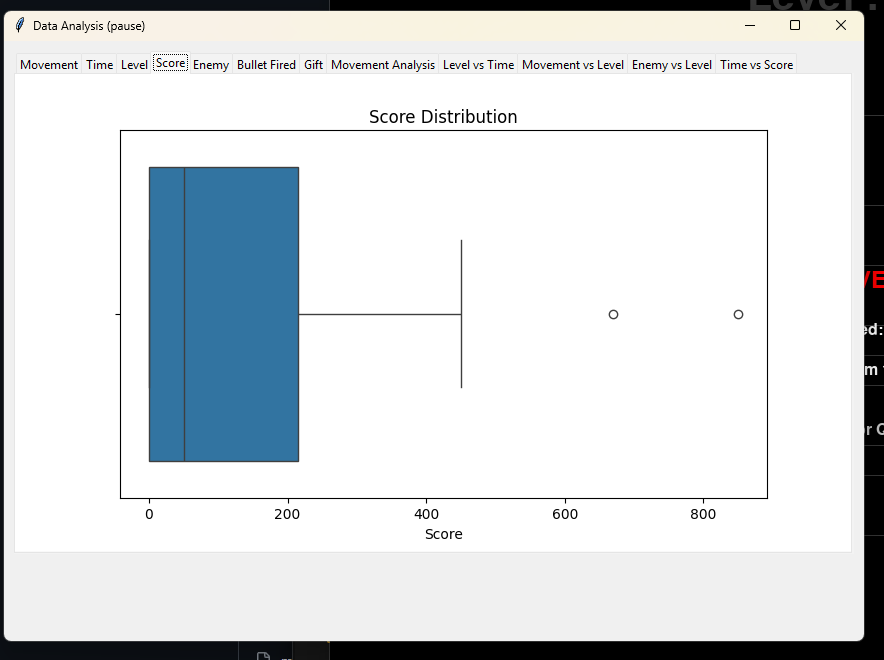 Level:
Data Analysis (pause)
Movement Time Level Score Enemy Bullet Fired Gift Movement Analysis Level vs Time Movement vs Level Enemy vs Level Time vs Score
Score Distribution
0 200 400 600 800
Score
VE
ed:
m
or Q